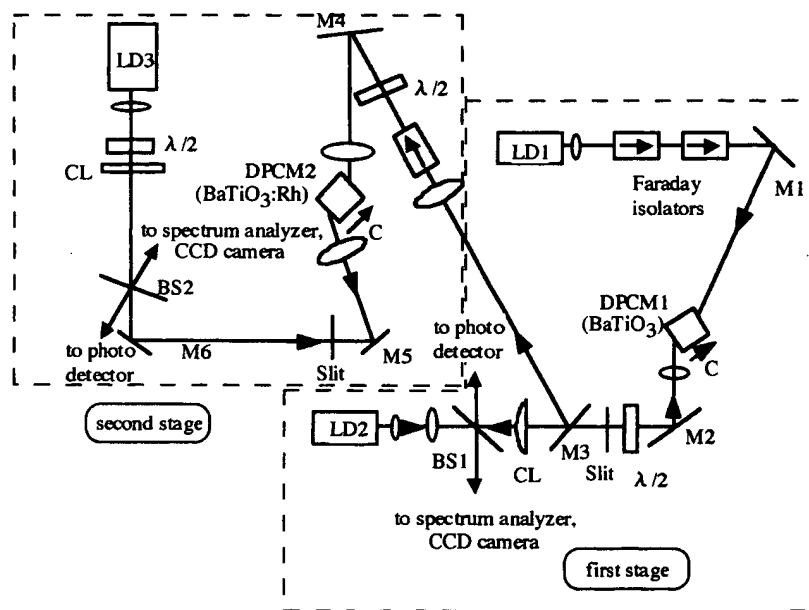 M4
LD3
λ/2
λ/2
CL
DPCM2
(BaTiO3:Rh)
LD1
Faraday
isolators
M1
to spectrum analyzer,
CCD camera
C
BS2
DPCM1
(BaTiO3)
to photo
detector
M6
Slit
M5
to photo
detector
C
second stage
LD2
BS1
CL
M3
Slit
λ/2
M2
to spectrum analyzer,
CCD camera
first stage